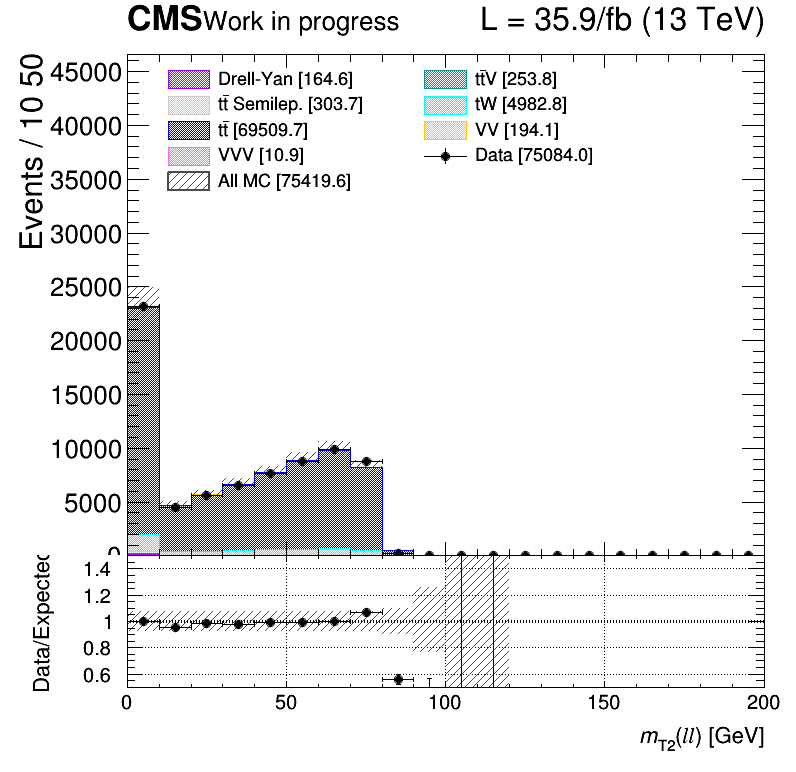 CMS Work in progress L = 35.9/fb (13 TeV)
Events / 10 50
45000
40000
35000
30000
25000
20000
15000
10000
5000
0
Drell-Yan [164.6]
tt̄ Semilep. [303.7]
tt̄ [69509.7]
VVV [10.9]
All MC [75419.6]
tt̄V [253.8]
tW [4982.8]
VV [194.1]
Data [75084.0]
Data/Expected
1.4
1.2
1
0.8
0.6
0 50 100 150 200
m_T2(ll) [GeV]